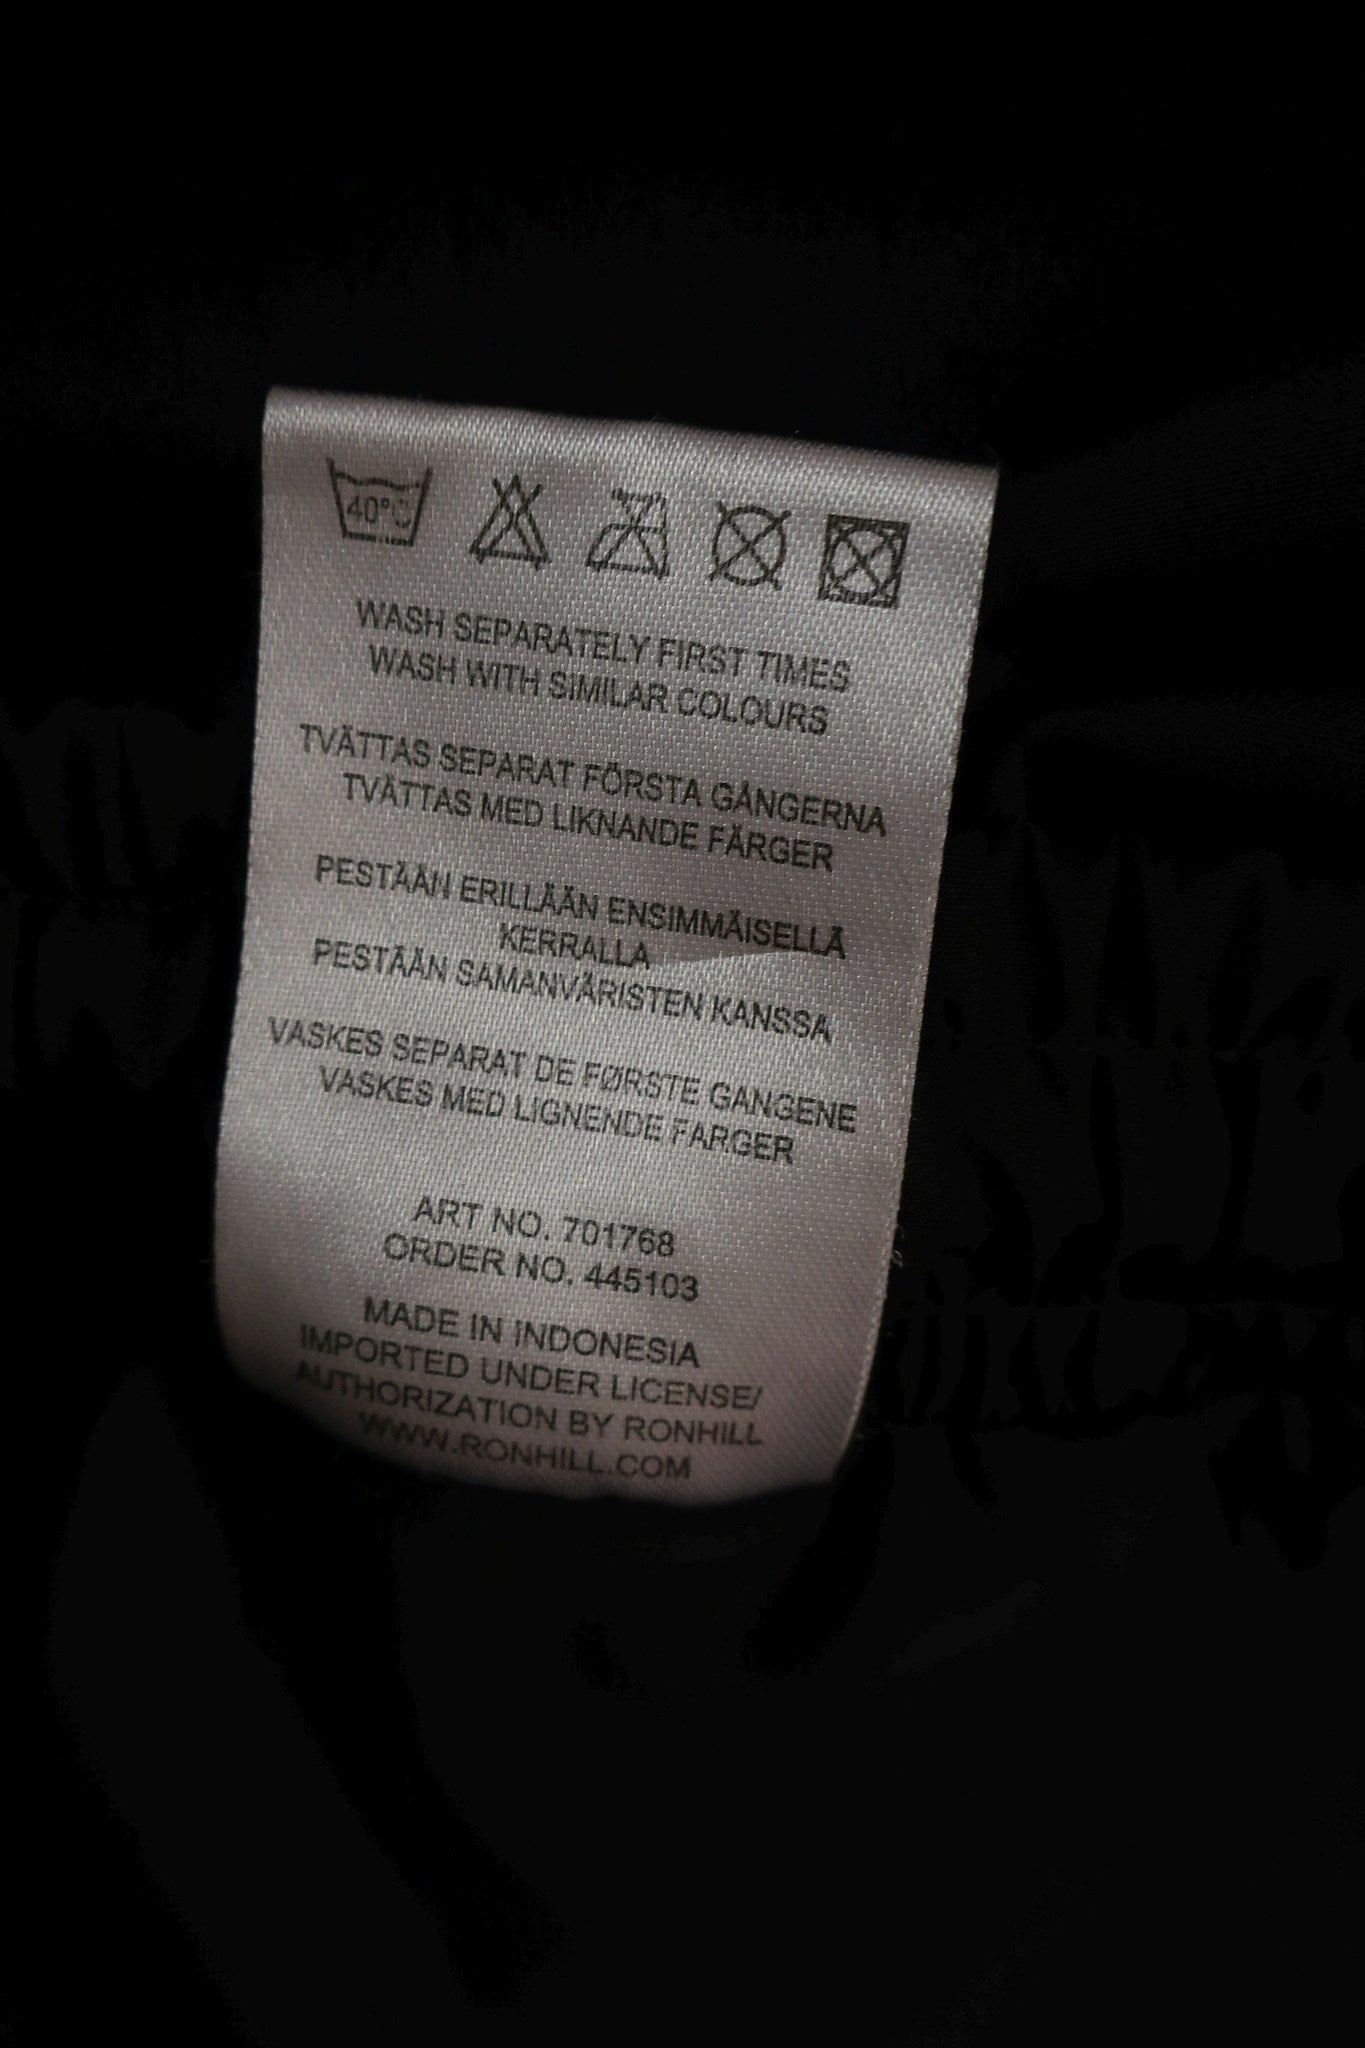 40°C
WASH SEPARATELY FIRST TIMES
WASH WITH SIMILAR COLOURS
TVÄTTAS SEPARAT FÖRSTA GÅNGERNA
TVÄTTAS MED LIKNANDE FÄRGER
PESTÄÄN ERILLÄÄN ENSIMMÄISELLÄ
KERRALLA
PESTÄÄN SAMANVÄRISTEN KANSSA
VASKES SEPARAT DE FØRSTE GANGENE
VASKES MED LIGNENDE FARGER
ART NO. 701768
ORDER NO. 445103
MADE IN INDONESIA
IMPORTED UNDER LICENSE/
AUTHORIZATION BY RONHILL
WWW.RONHILL.COM